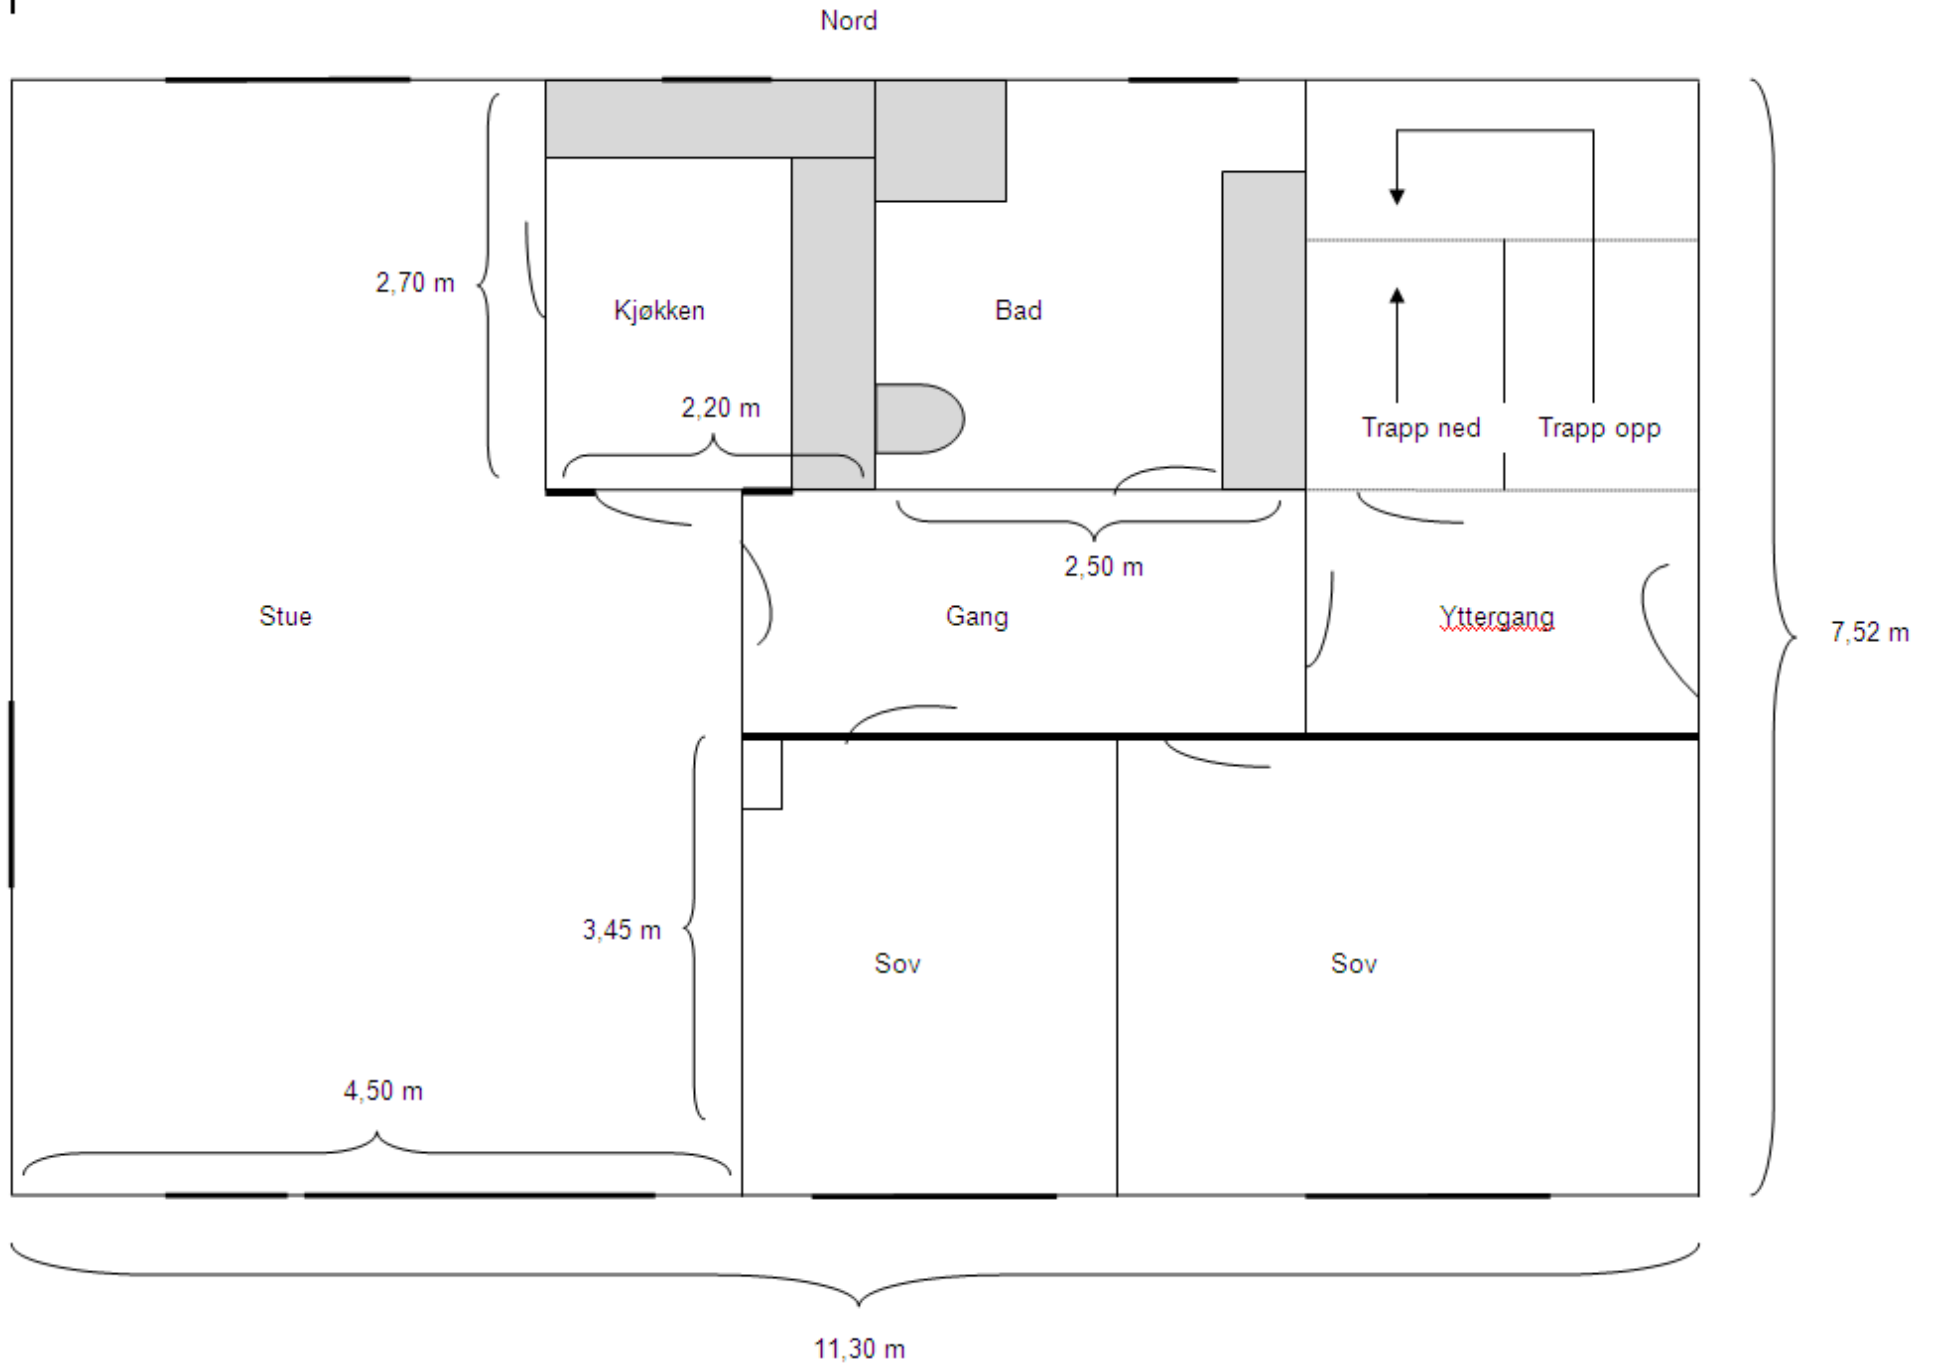 Nord
2,70 m
Kjøkken
Bad
2,20 m
Trapp ned
Trapp opp
2,50 m
Stue
Gang
Yttergang
7,52 m
3,45 m
Sov
Sov
4,50 m
11,30 m